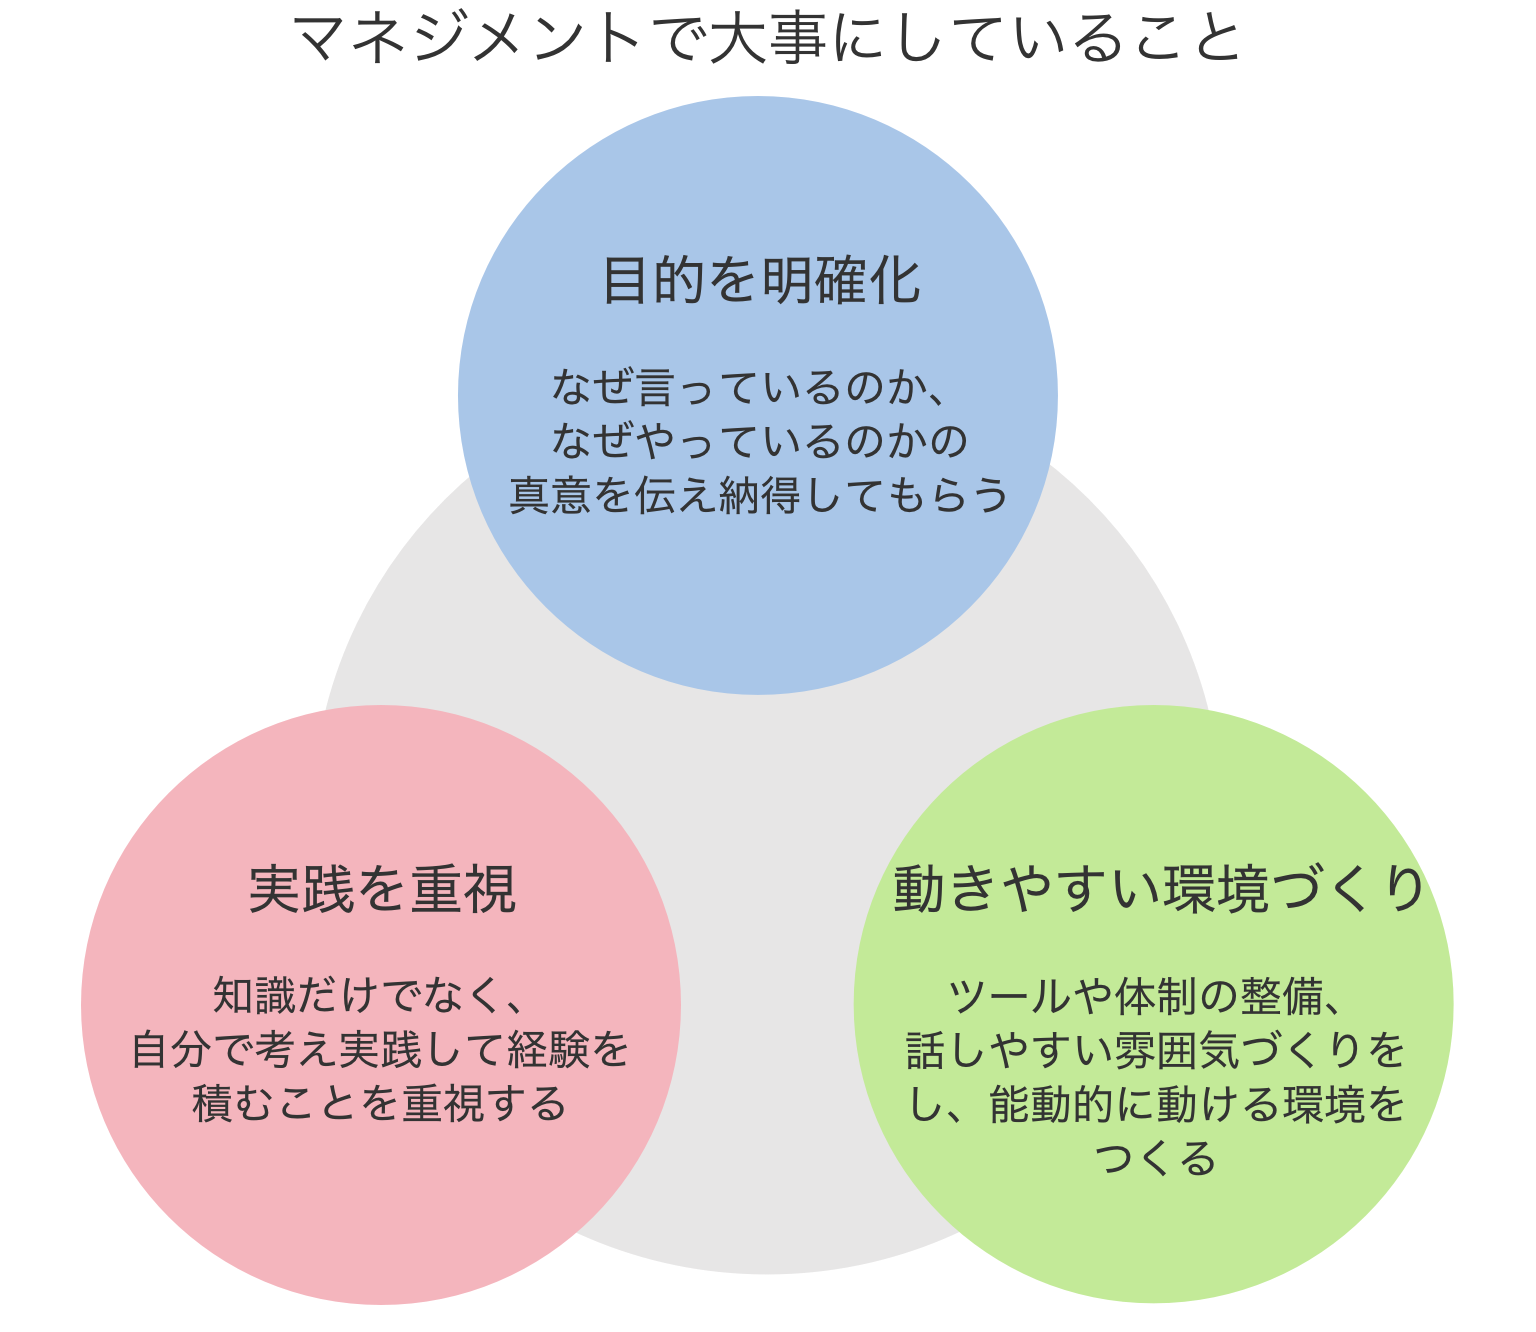 マネジメントで大事にしていること
目的を明確化
なぜ言っているのか、
なぜやっているのかの
真意を伝え納得してもらう
実践を重視
知識だけでなく、
自分で考え実践して経験を
積むことを重視する
動きやすい環境づくり
ツールや体制の整備、
話しやすい雰囲気づくりを
し、能動的に動ける環境を
つくる